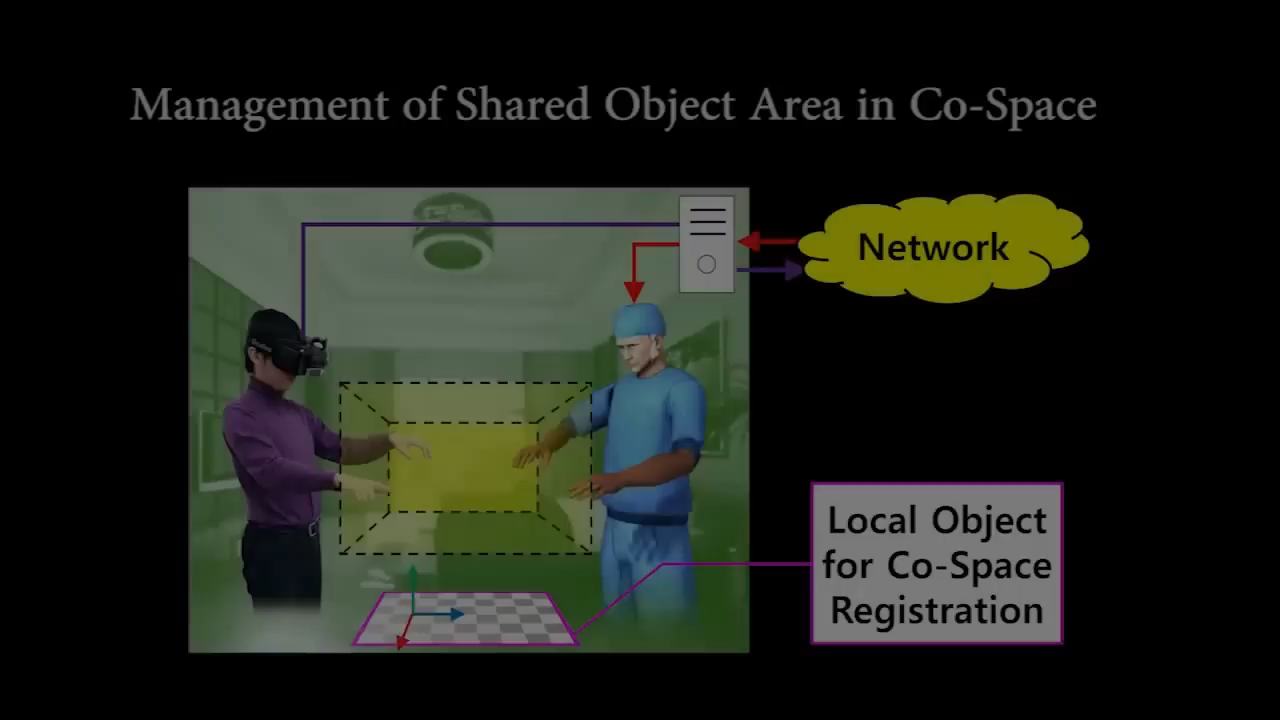 Management of Shared Object Area in Co-Space
Network
Local Object
for Co-Space
Registration